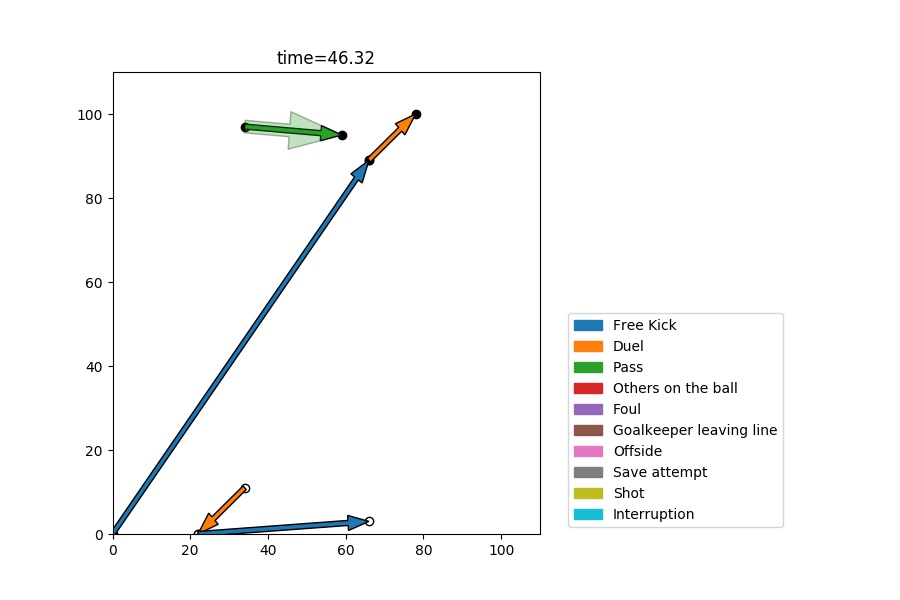 time=46.32
100
80
60
40
20
0
0 20 40 60 80 100
Free Kick
Duel
Pass
Others on the ball
Foul
Goalkeeper leaving line
Offside
Save attempt
Shot
Interruption